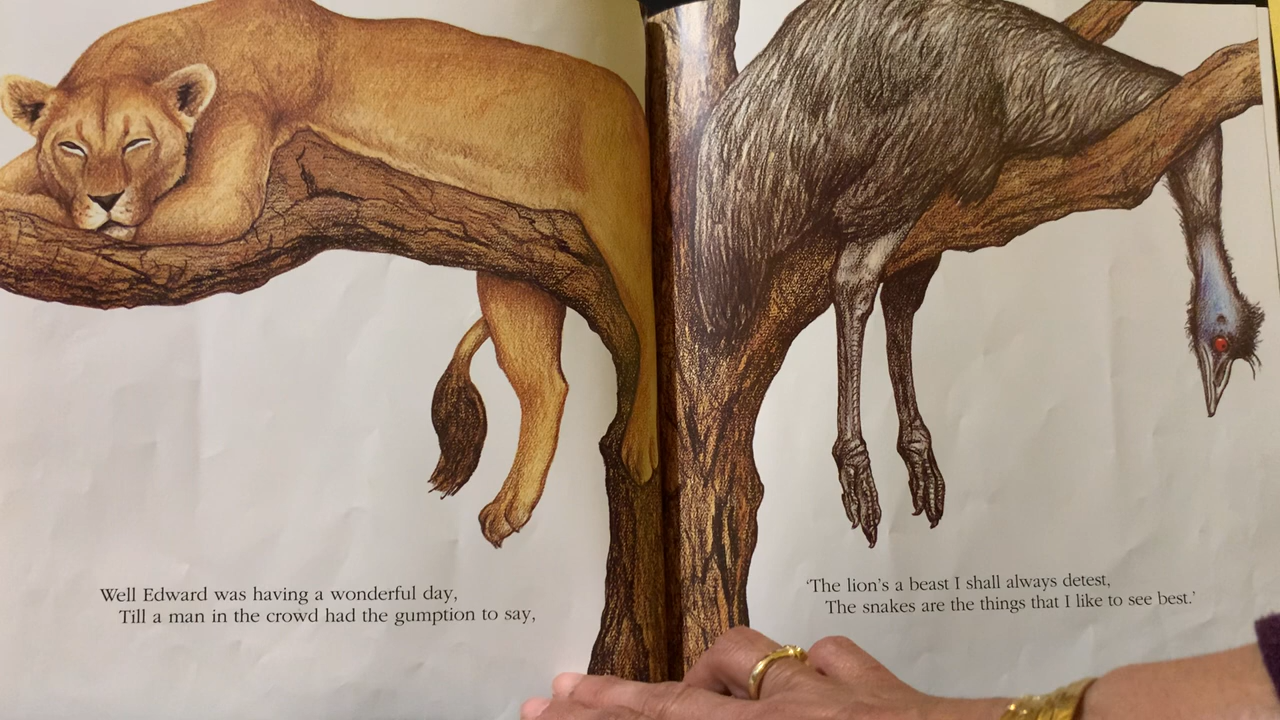 Well Edward was having a wonderful day,
Till a man in the crowd had the gumption to say,
‘The lion’s a beast I shall always detest,
The snakes are the things that I like to see best.’